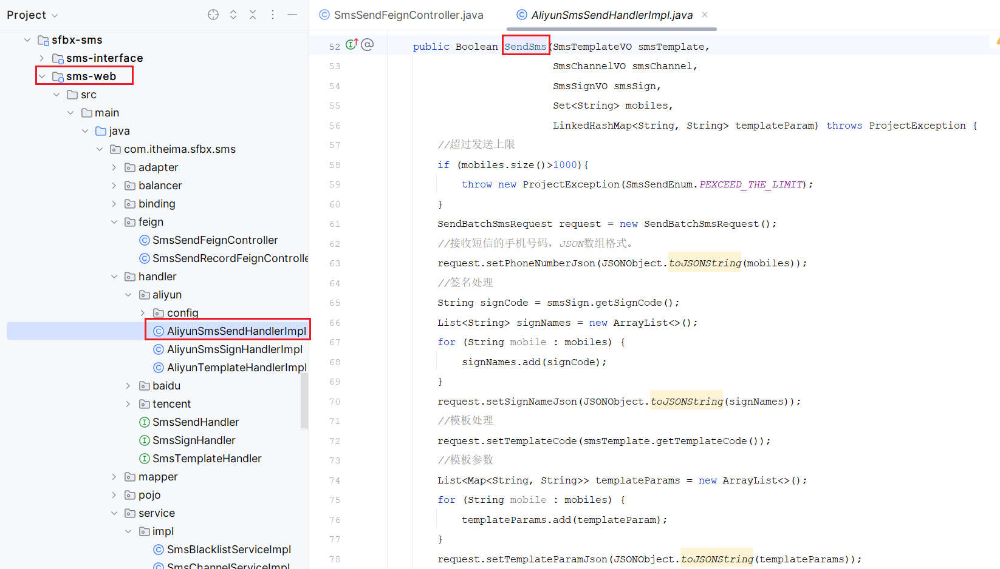 Project
sfbx-sms
sms-interface
sms-web
src
main
java
com.itheima.sfbx.sms
adapter
balancer
binding
feign
SmsSendFeignController
SmsSendRecordFeignControlle
handler
aliyun
config
AliyunSmsSendHandlerImpl
AliyunSmsSignHandlerImpl
AliyunTemplateHandlerImpl
baidu
tencent
SmsSendHandler
SmsSignHandler
SmsTemplateHandler
mapper
pojo
service
impl
SmsBlacklistServiceImpl
SmsChannelServiceImpl
SmsSendFeignController.java
AliyunSmsSendHandlerImpl.java
52 public Boolean SendSms(SmsTemplateVO smsTemplate,
53 SmsChannelVO smsChannel,
54 SmsSignVO smsSign,
55 Set<String> mobiles,
56 LinkedHashMap<String, String> templateParam) throws ProjectException {
57 //超过发送上限
58 if (mobiles.size()>1000){
59 throw new ProjectException(SmsSendEnum.PEXCEED_THE_LIMIT);
60 }
61 SendBatchSmsRequest request = new SendBatchSmsRequest();
62 //接收短信的手机号码，JSON数组格式。
63 request.setPhoneNumberJson(JSONObject.toJSONString(mobiles));
64 //签名处理
65 String signCode = smsSign.getSignCode();
66 List<String> signNames = new ArrayList<>();
67 for (String mobile : mobiles) {
68 signNames.add(signCode);
69 }
70 request.setSignNameJson(JSONObject.toJSONString(signNames));
71 //模板处理
72 request.setTemplateCode(smsTemplate.getTemplateCode());
73 //模板参数
74 List<Map<String, String>> templateParams = new ArrayList<>();
75 for (String mobile : mobiles) {
76 templateParams.add(templateParam);
77 }
78 request.setTemplateParamJson(JSONObject.toJSONString(templateParams));